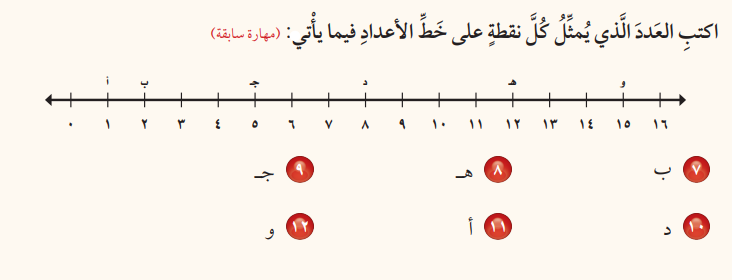 اكتبِ العَددَ الَّذي يُمثِّلُ كُلَّ نقطةٍ على خَطِّ الأعدادِ فيما يأْتي: (مهارة سابقة)
أ ب جـ د هـ و
٠ ١ ٢ ٣ ٤ ٥ ٦ ٧ ٨ ٩ ١٠ ١١ ١٢ ١٣ ١٤ ١٥ ١٦
٧ ب ٨ هـ ٩ جـ
١٠ د ١١ أ ١٢ و